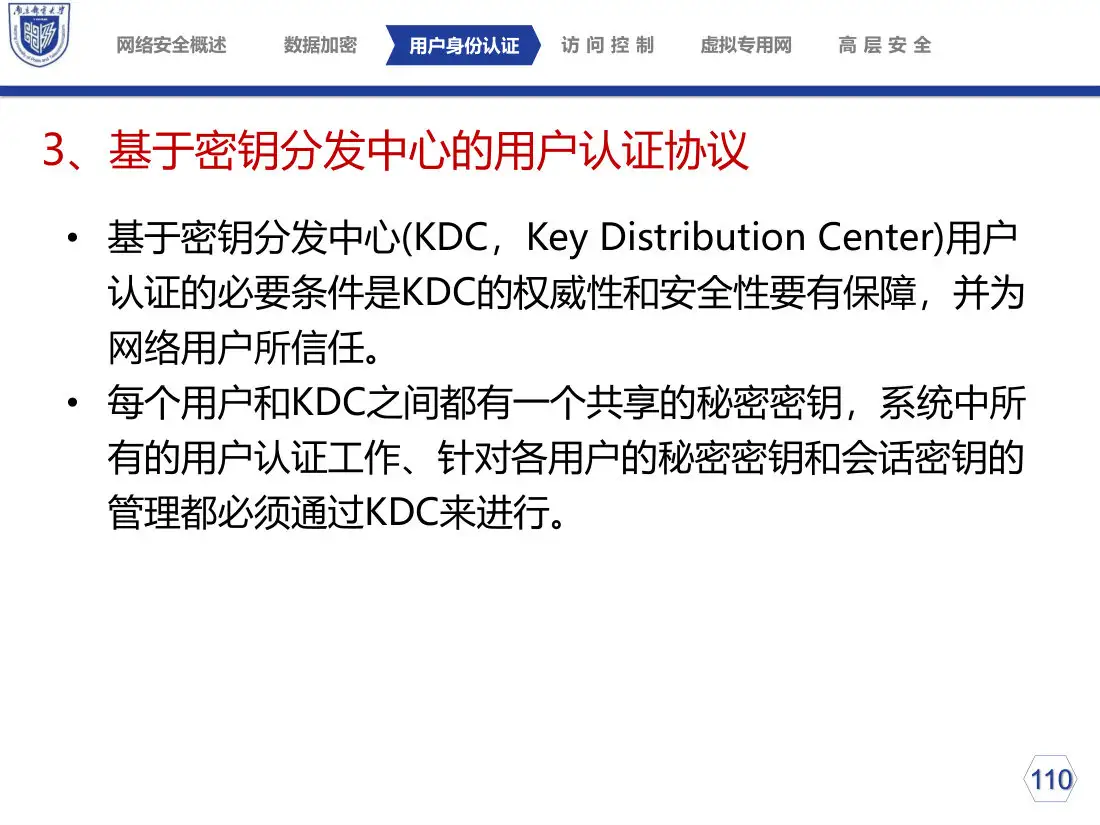 南京邮电大学
网络安全概述 数据加密 用户身份认证 访问控制 虚拟专用网 高层安全
3、基于密钥分发中心的用户认证协议
• 基于密钥分发中心(KDC，Key Distribution Center)用户
认证的必要条件是KDC的权威性和安全性要有保障，并为
网络用户所信任。
• 每个用户和KDC之间都有一个共享的秘密密钥，系统中所
有的用户认证工作、针对各用户的秘密密钥和会话密钥的
管理都必须通过KDC来进行。
110